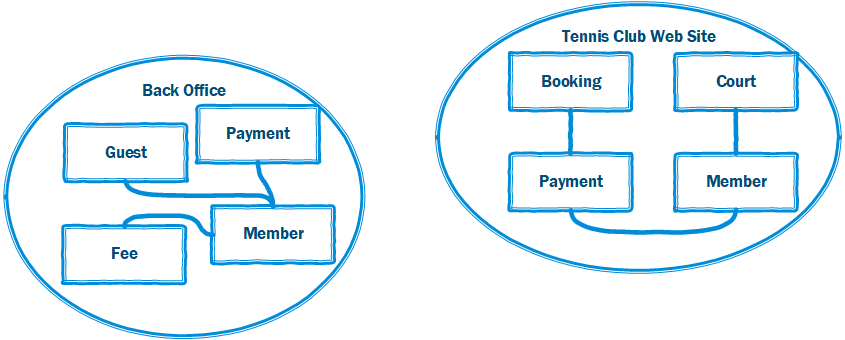 Back Office
Payment
Guest
Member
Fee
Tennis Club Web Site
Booking
Court
Payment
Member